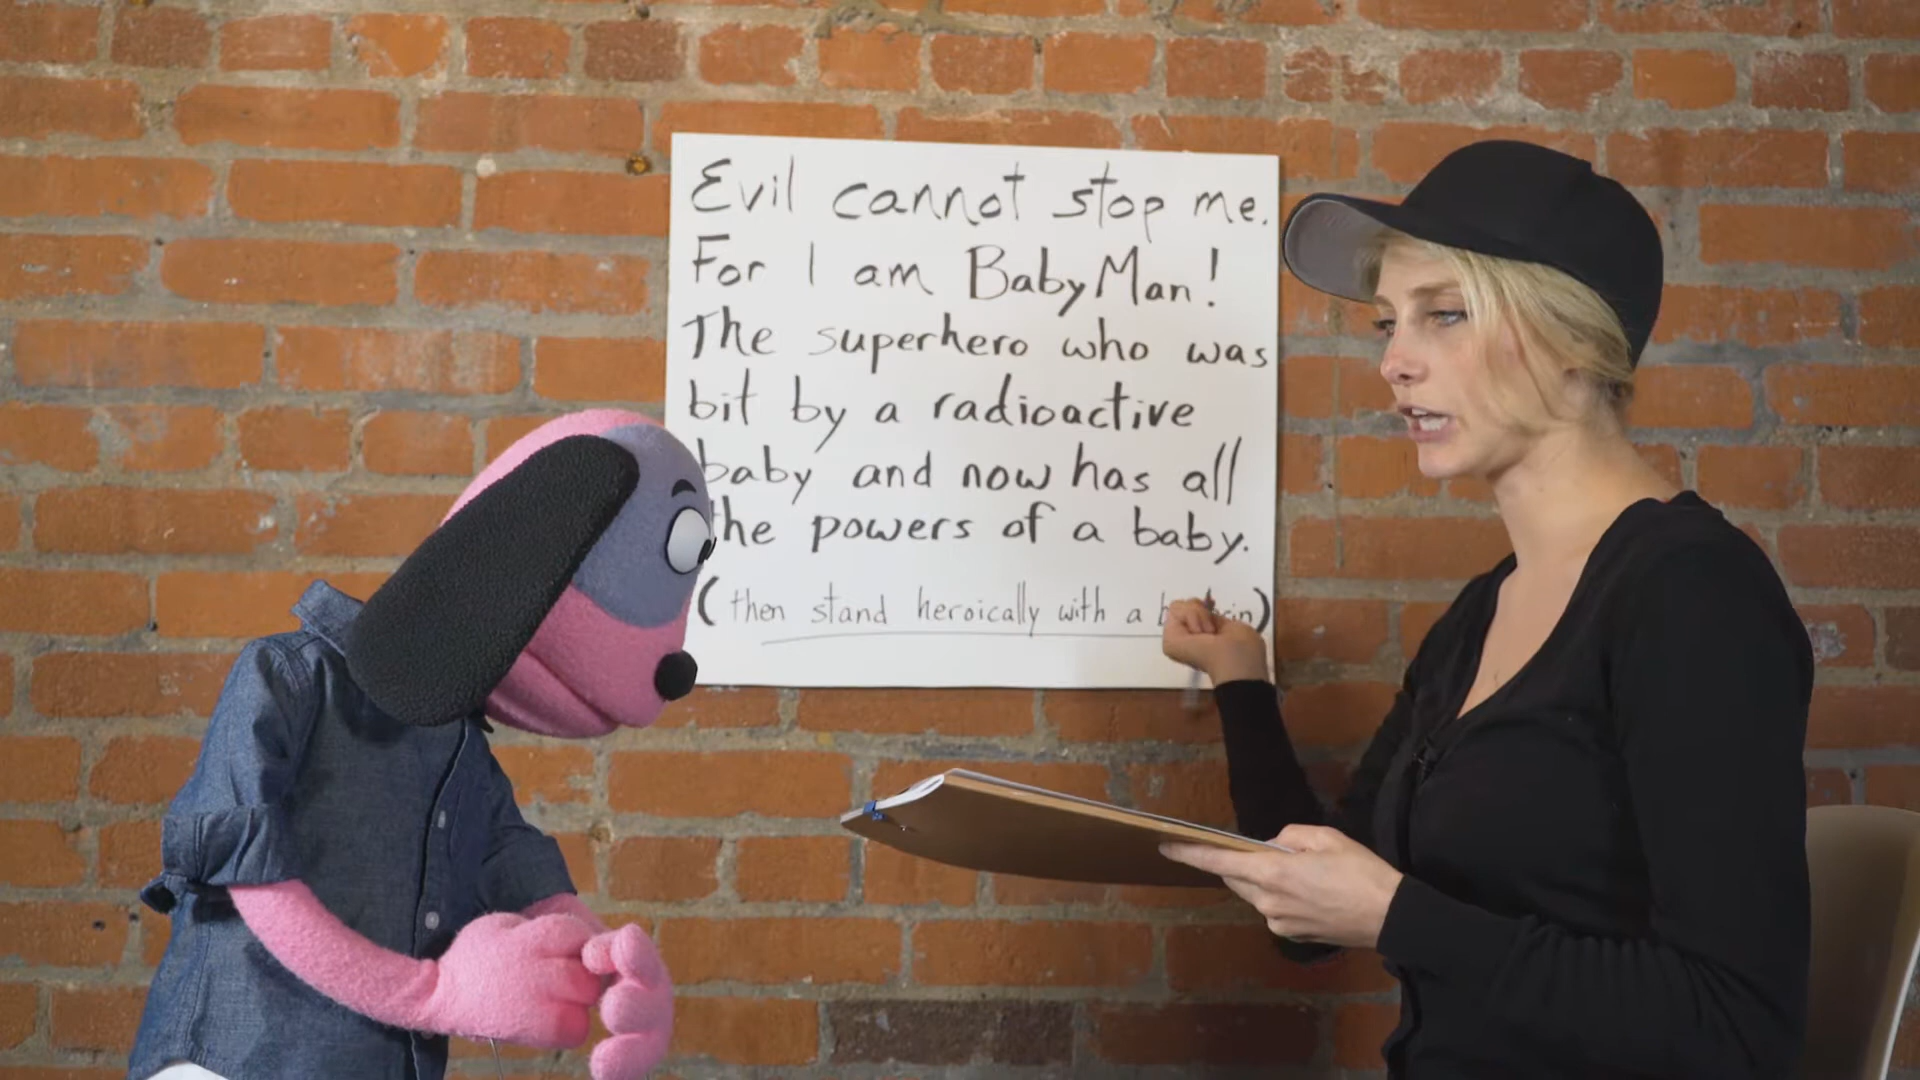 Evil cannot stop me.
For I am BabyMan!
The superhero who was
bit by a radioactive
baby and now has all
the powers of a baby.
(then stand heroically with a